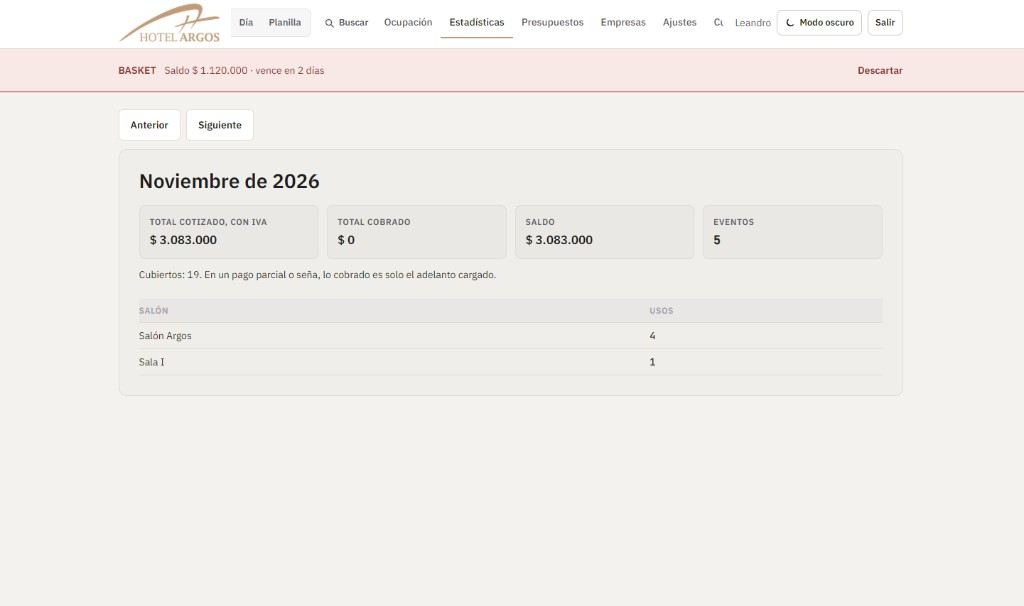 HOTEL ARGOS
Día Planilla Buscar Ocupación Estadísticas Presupuestos Empresas Ajustes Leandro Modo oscuro Salir
BASKET Saldo $ 1.120.000 · vence en 2 días Descartar
Anterior Siguiente
Noviembre de 2026
TOTAL COTIZADO, CON IVA TOTAL COBRADO SALDO EVENTOS
$ 3.083.000 $ 0 $ 3.083.000 5
Cubiertos: 19. En un pago parcial o seña, lo cobrado es solo el adelanto cargado.
SALÓN USOS
Salón Argos 4
Sala I 1